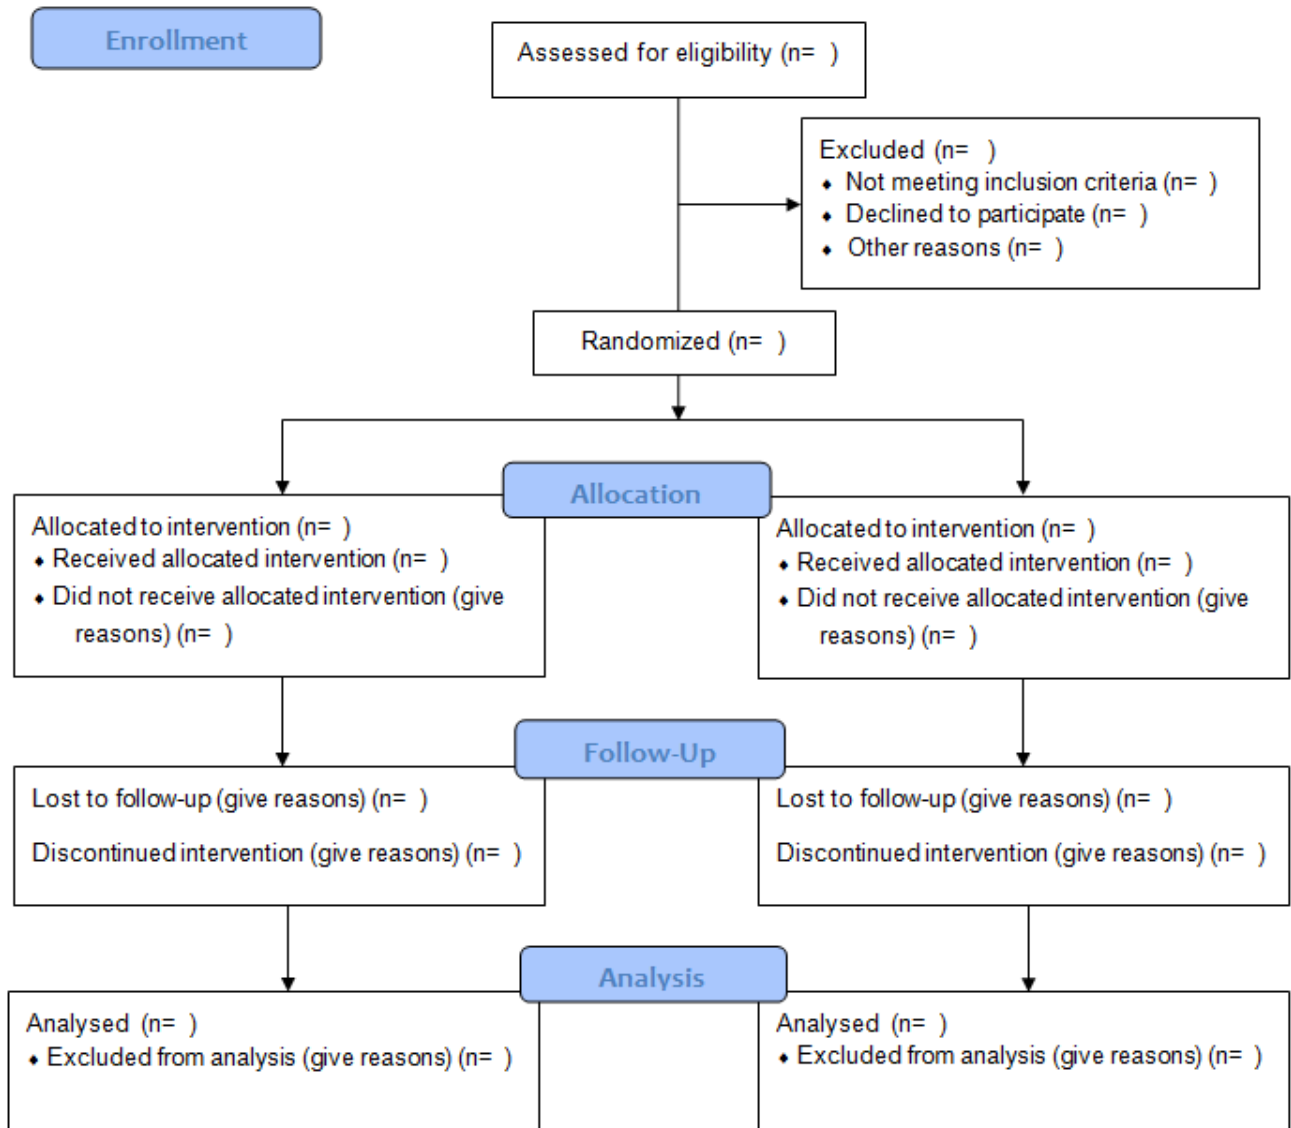 Enrollment
Assessed for eligibility (n=  )
Excluded (n=  )
⬧ Not meeting inclusion criteria (n=  )
⬧ Declined to participate (n=  )
⬧ Other reasons (n=  )
Randomized (n=  )
Allocation
Allocated to intervention (n=  )
⬧ Received allocated intervention (n=  )
⬧ Did not receive allocated intervention (give
reasons) (n=  )
Allocated to intervention (n=  )
⬧ Received allocated intervention (n=  )
⬧ Did not receive allocated intervention (give
reasons) (n=  )
Follow-Up
Lost to follow-up (give reasons) (n=  )
Discontinued intervention (give reasons) (n=  )
Lost to follow-up (give reasons) (n=  )
Discontinued intervention (give reasons) (n=  )
Analysis
Analysed (n=  )
⬧ Excluded from analysis (give reasons) (n=  )
Analysed (n=  )
⬧ Excluded from analysis (give reasons) (n=  )